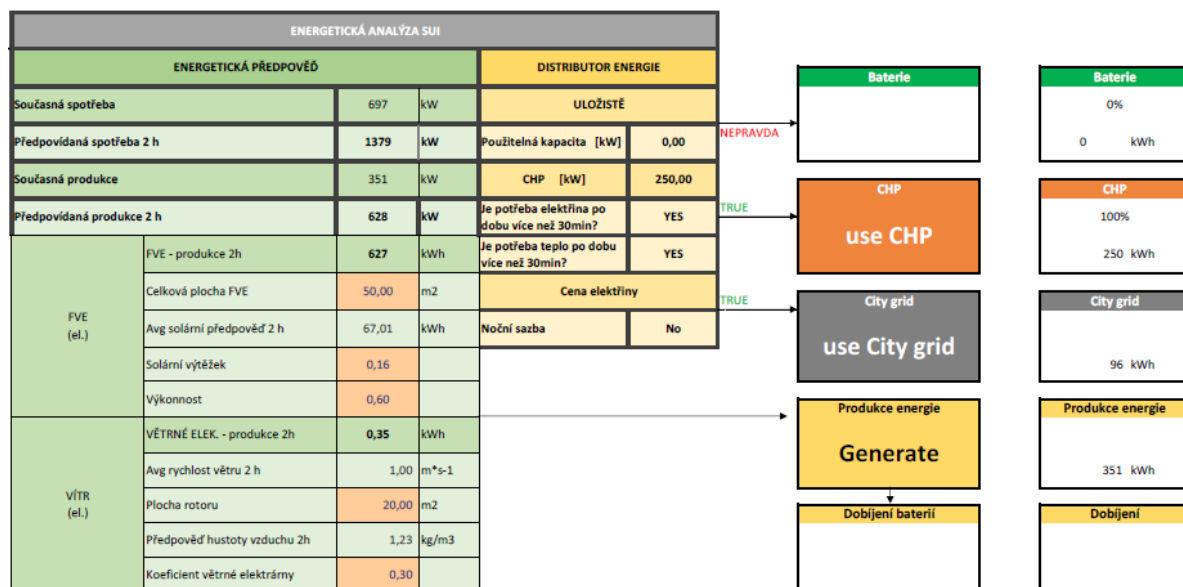 ENERGETICKÁ ANALÝZA SUI
ENERGETICKÁ PŘEDPOVĚĎ
DISTRIBUTOR ENERGIE
Současná spotřeba 697 kW
ULOŽISTĚ
Předpovídaná spotřeba 2 h 1379 kW
Použitelná kapacita [kW] 0,00
Současná produkce 351 kW
CHP [kW] 250,00
Předpovídaná produkce 2 h 628 kW
Je potřeba elektřina po
dobu více než 30min?
YES
FVE
(el.)
FVE - produkce 2h 627 kWh
Je potřeba teplo po dobu
více než 30min?
YES
Celková plocha FVE 50,00 m2
Cena elektřiny
Avg solární předpověď 2 h 67,01 kWh
Noční sazba No
Solární výtěžek 0,16
Výkonnost 0,60
VÍTR
(el.)
VĚTRNÉ ELEK. - produkce 2h 0,35 kWh
Avg rychlost větru 2 h 1,00 m*s-1
Plocha rotoru 20,00 m2
Předpověď hustoty vzduchu 2h 1,23 kg/m3
Koeficient větrné elektrárny 0,30
NEPRAVDA
TRUE
TRUE
Baterie
CHP
use CHP
City grid
use City grid
Produkce energie
Generate
Dobíjení baterií
Baterie
0%
0 kWh
CHP
100%
250 kWh
City grid
96 kWh
Produkce energie
351 kWh
Dobíjení